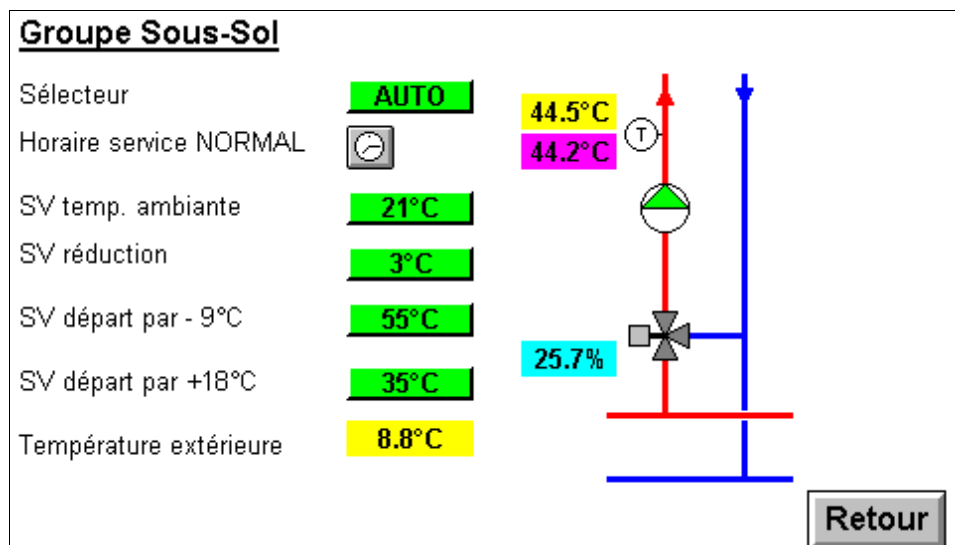 Groupe Sous-Sol
Sélecteur AUTO
Horaire service NORMAL
SV temp. ambiante 21°C
SV réduction 3°C
SV départ par - 9°C 55°C
SV départ par +18°C 35°C
Température extérieure 8.8°C
44.5°C
T
44.2°C
25.7%
Retour